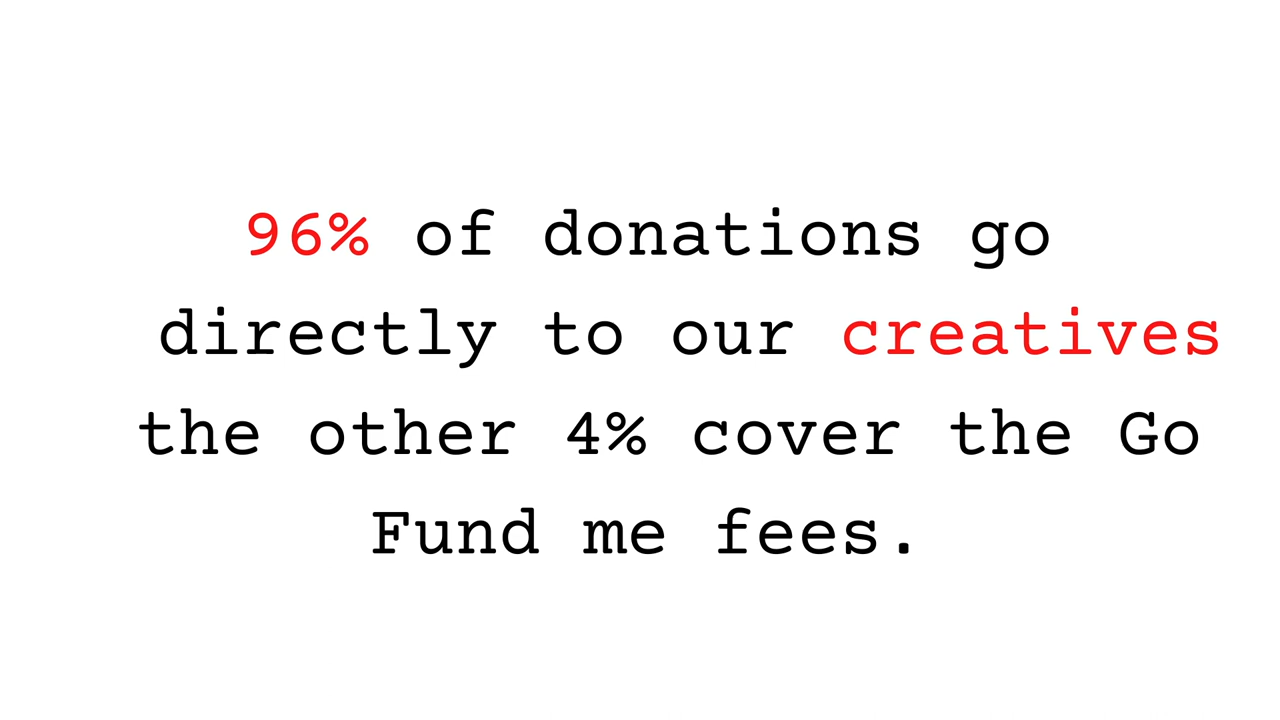 96% of donations go
directly to our creatives
the other 4% cover the Go
Fund me fees.